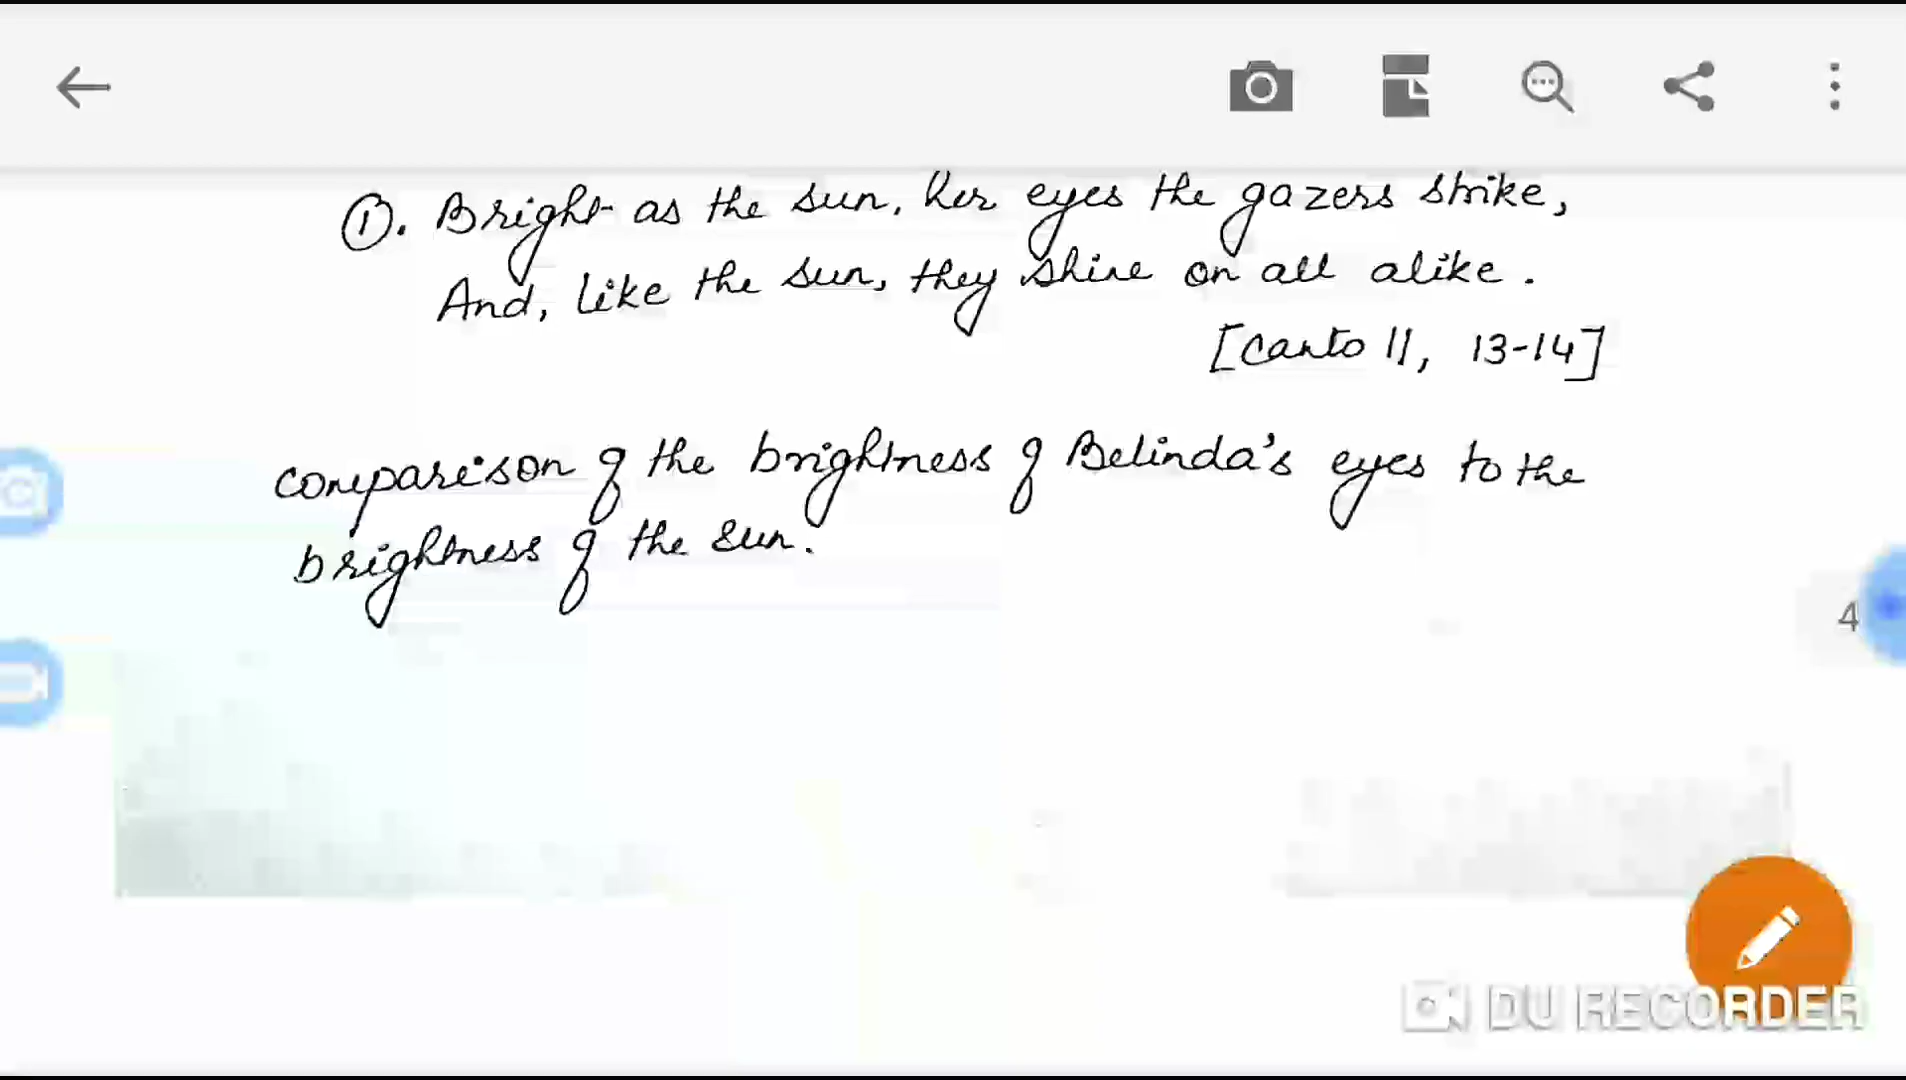 ①. Bright as the sun, her eyes the gazers strike,
And, like the sun, they shine on all alike.
[Canto II, 13-14]
comparison of the brightness of Belinda's eyes to the
brightness of the sun.
4
DU RECORDER